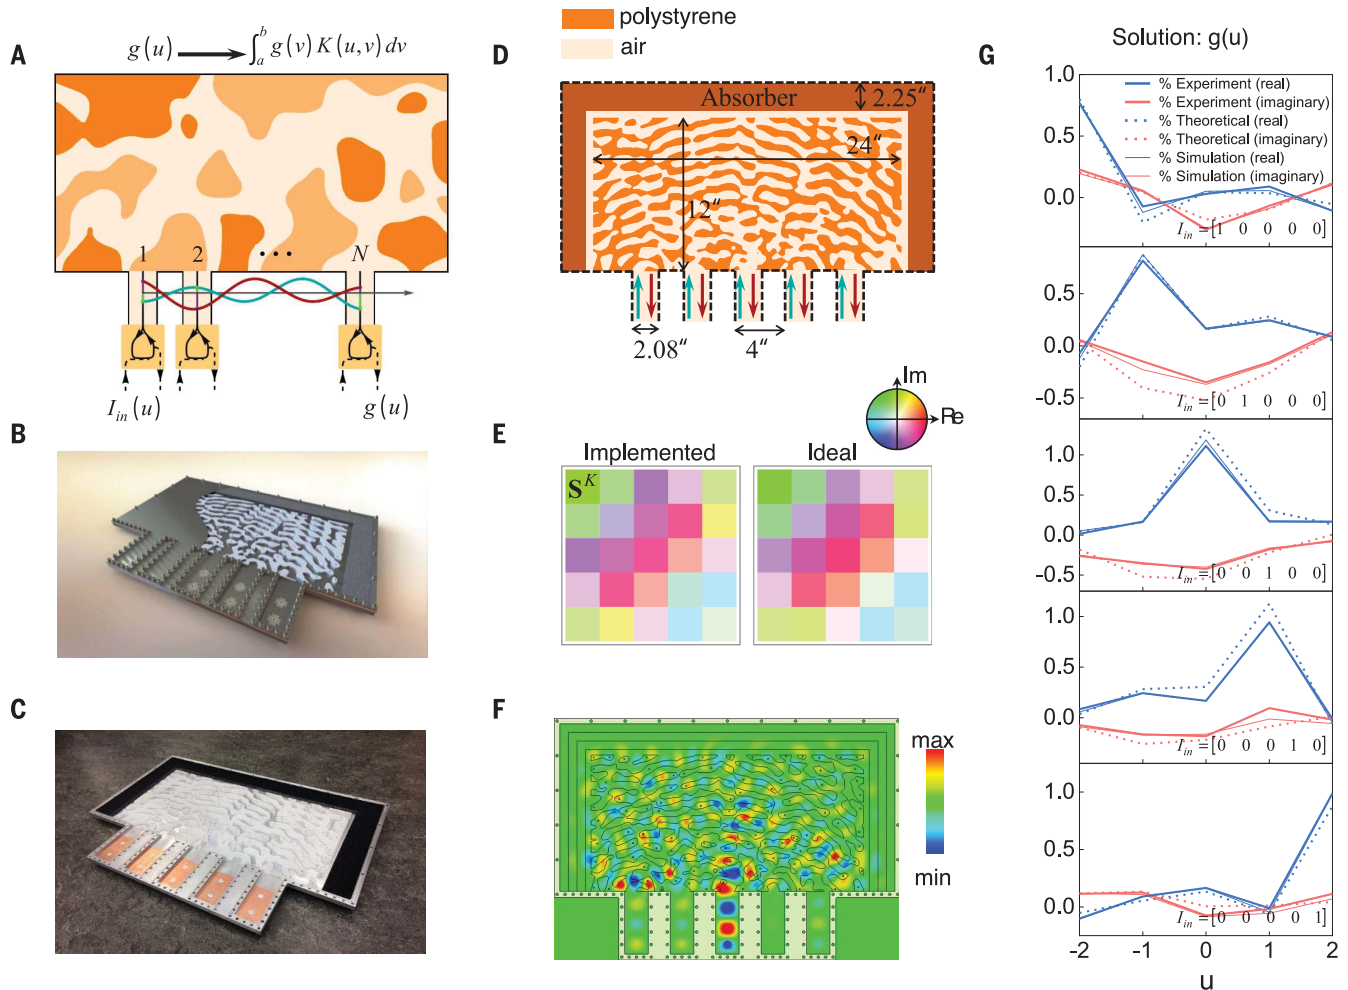 A
g(u) ⟶ ∫_a^b g(v) K(u,v) dv
1 2 ... N
I_in(u)
g(u)
B
C
polystyrene
air
D
Absorber
2.25"
24"
12"
2.08"
4"
Im
Re
E
Implemented
Ideal
S^K
F
max
min
Solution: g(u)
G
1.0
0.5
0.0
% Experiment (real)
% Experiment (imaginary)
% Theoretical (real)
% Theoretical (imaginary)
% Simulation (real)
% Simulation (imaginary)
I_in = [1 0 0 0 0]
0.5
0.0
-0.5
I_in = [0 1 0 0 0]
1.0
0.5
0.0
-0.5
I_in = [0 0 1 0 0]
1.0
0.5
0.0
I_in = [0 0 0 1 0]
1.0
0.5
0.0
I_in = [0 0 0 0 1]
-2 -1 0 1 2
u